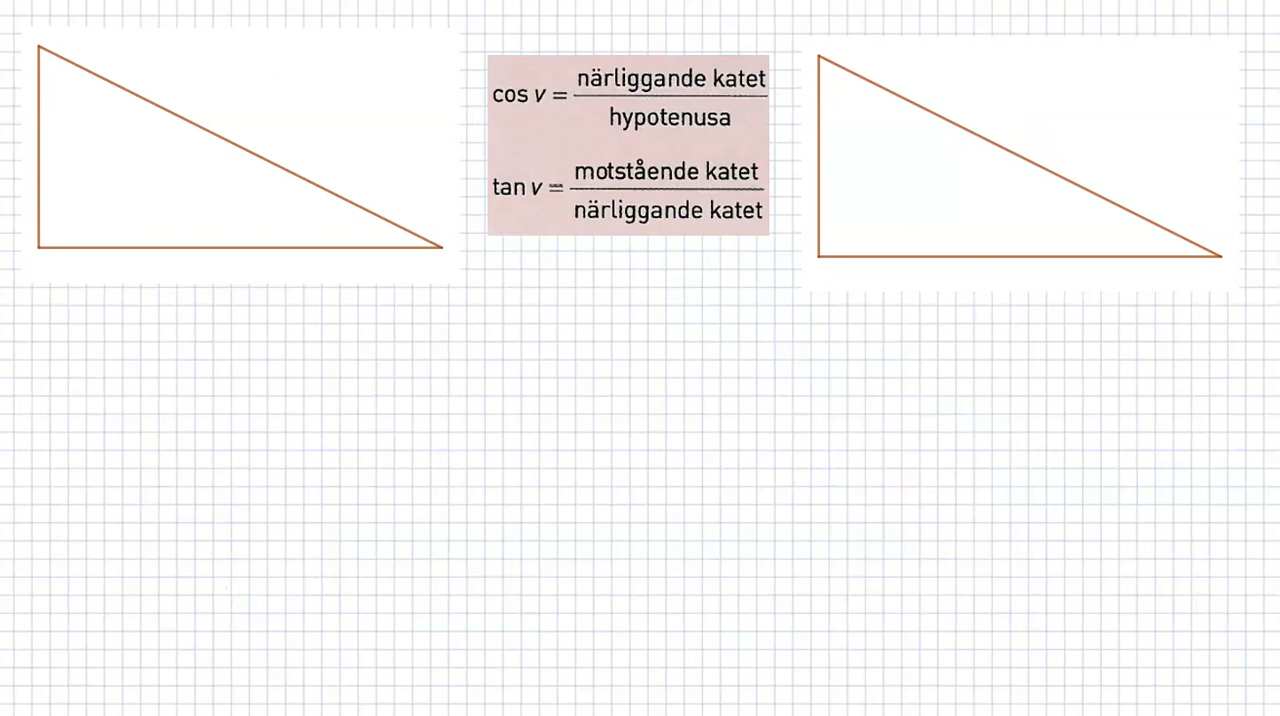 cos v = närliggande katet
hypotenusa
tan v = motstående katet
närliggande katet